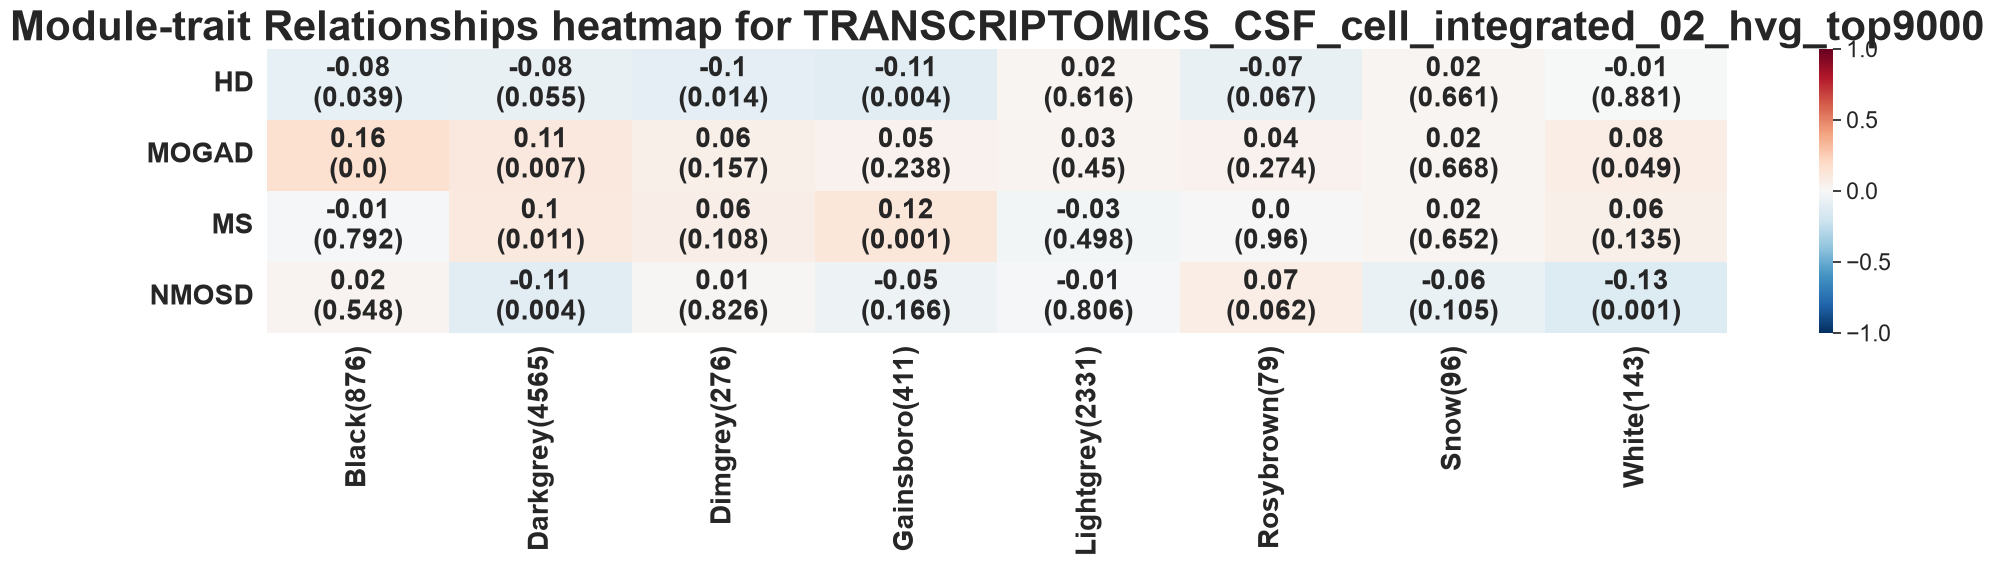 Module-trait Relationships heatmap for TRANSCRIPTOMICS_CSF_cell_integrated_02_hvg_top9000
HD -0.08 -0.08 -0.1 -0.11 0.02 -0.07 0.02 -0.01
(0.039) (0.055) (0.014) (0.004) (0.616) (0.067) (0.661) (0.881)
MOGAD 0.16 0.11 0.06 0.05 0.03 0.04 0.02 0.08
(0.0) (0.007) (0.157) (0.238) (0.45) (0.274) (0.668) (0.049)
MS -0.01 0.1 0.06 0.12 -0.03 0.0 0.02 0.06
(0.792) (0.011) (0.108) (0.001) (0.498) (0.96) (0.652) (0.135)
NMOSD 0.02 -0.11 0.01 -0.05 -0.01 0.07 -0.06 -0.13
(0.548) (0.004) (0.826) (0.166) (0.806) (0.062) (0.105) (0.001)
Black(876)
Darkgrey(4565)
Dimgrey(276)
Gainsboro(411)
Lightgrey(2331)
Rosybrown(79)
Snow(96)
White(143)
1.0
0.5
0.0
−0.5
−1.0